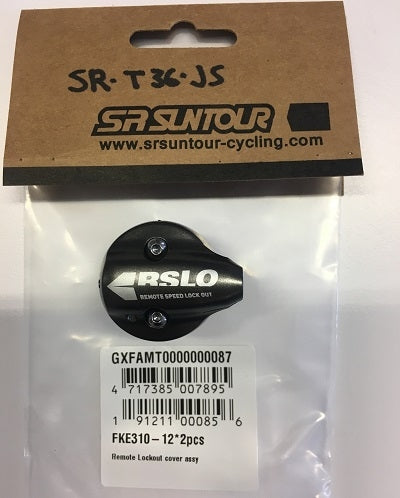 SR·T36·JS
SR SUNTOUR
www.srsuntour-cycling.com
RSLO
REMOTE SPEED LOCK OUT
GXFAMT0000000087
4 717385 007895
1 91211 00085 6
FKE310-12*2pcs
Remote Lockout cover assy